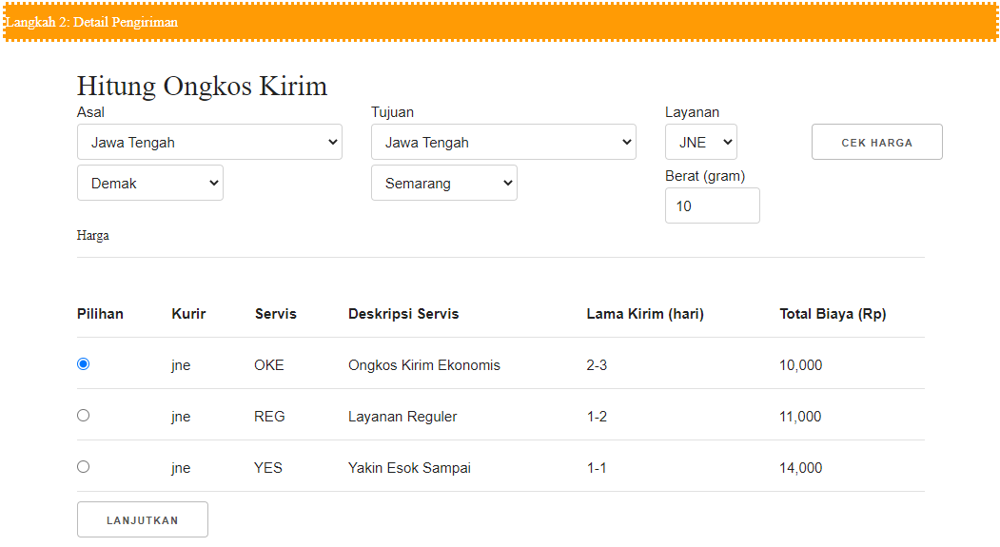 Langkah 2: Detail Pengiriman
Hitung Ongkos Kirim
Asal Tujuan Layanan
Jawa Tengah Jawa Tengah JNE CEK HARGA
Demak Semarang Berat (gram)
10
Harga
Pilihan Kurir Servis Deskripsi Servis Lama Kirim (hari) Total Biaya (Rp)
jne OKE Ongkos Kirim Ekonomis 2-3 10,000
jne REG Layanan Reguler 1-2 11,000
jne YES Yakin Esok Sampai 1-1 14,000
LANJUTKAN